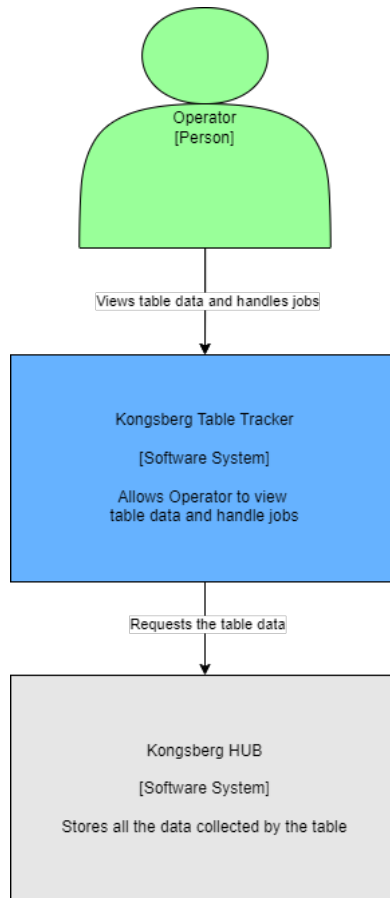 Operator
[Person]
Views table data and handles jobs
Kongsberg Table Tracker
[Software System]
Allows Operator to view
table data and handle jobs
Requests the table data
Kongsberg HUB
[Software System]
Stores all the data collected by the table